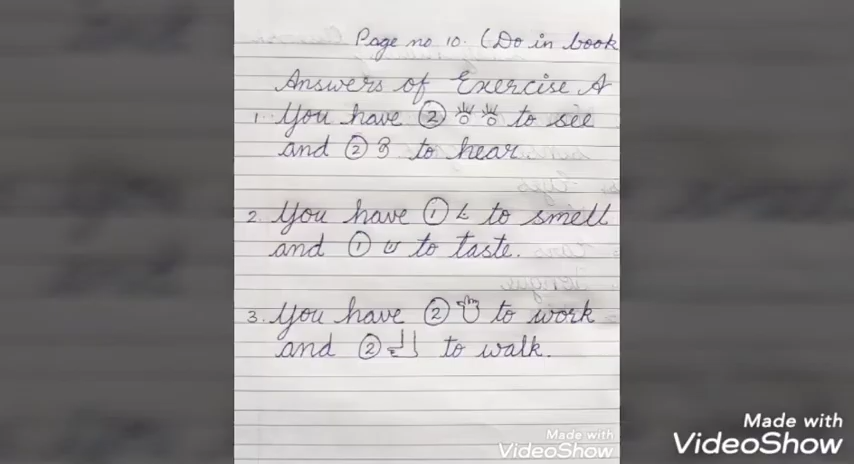 Page no 10. (Do in book
Answers of Exercise A
1. You have ② to see
and ② to hear
2. You have ① to smell
and ① to taste.
3. You have ② to work
and ② to walk.
Made with
VideoShow
Made with
VideoShow